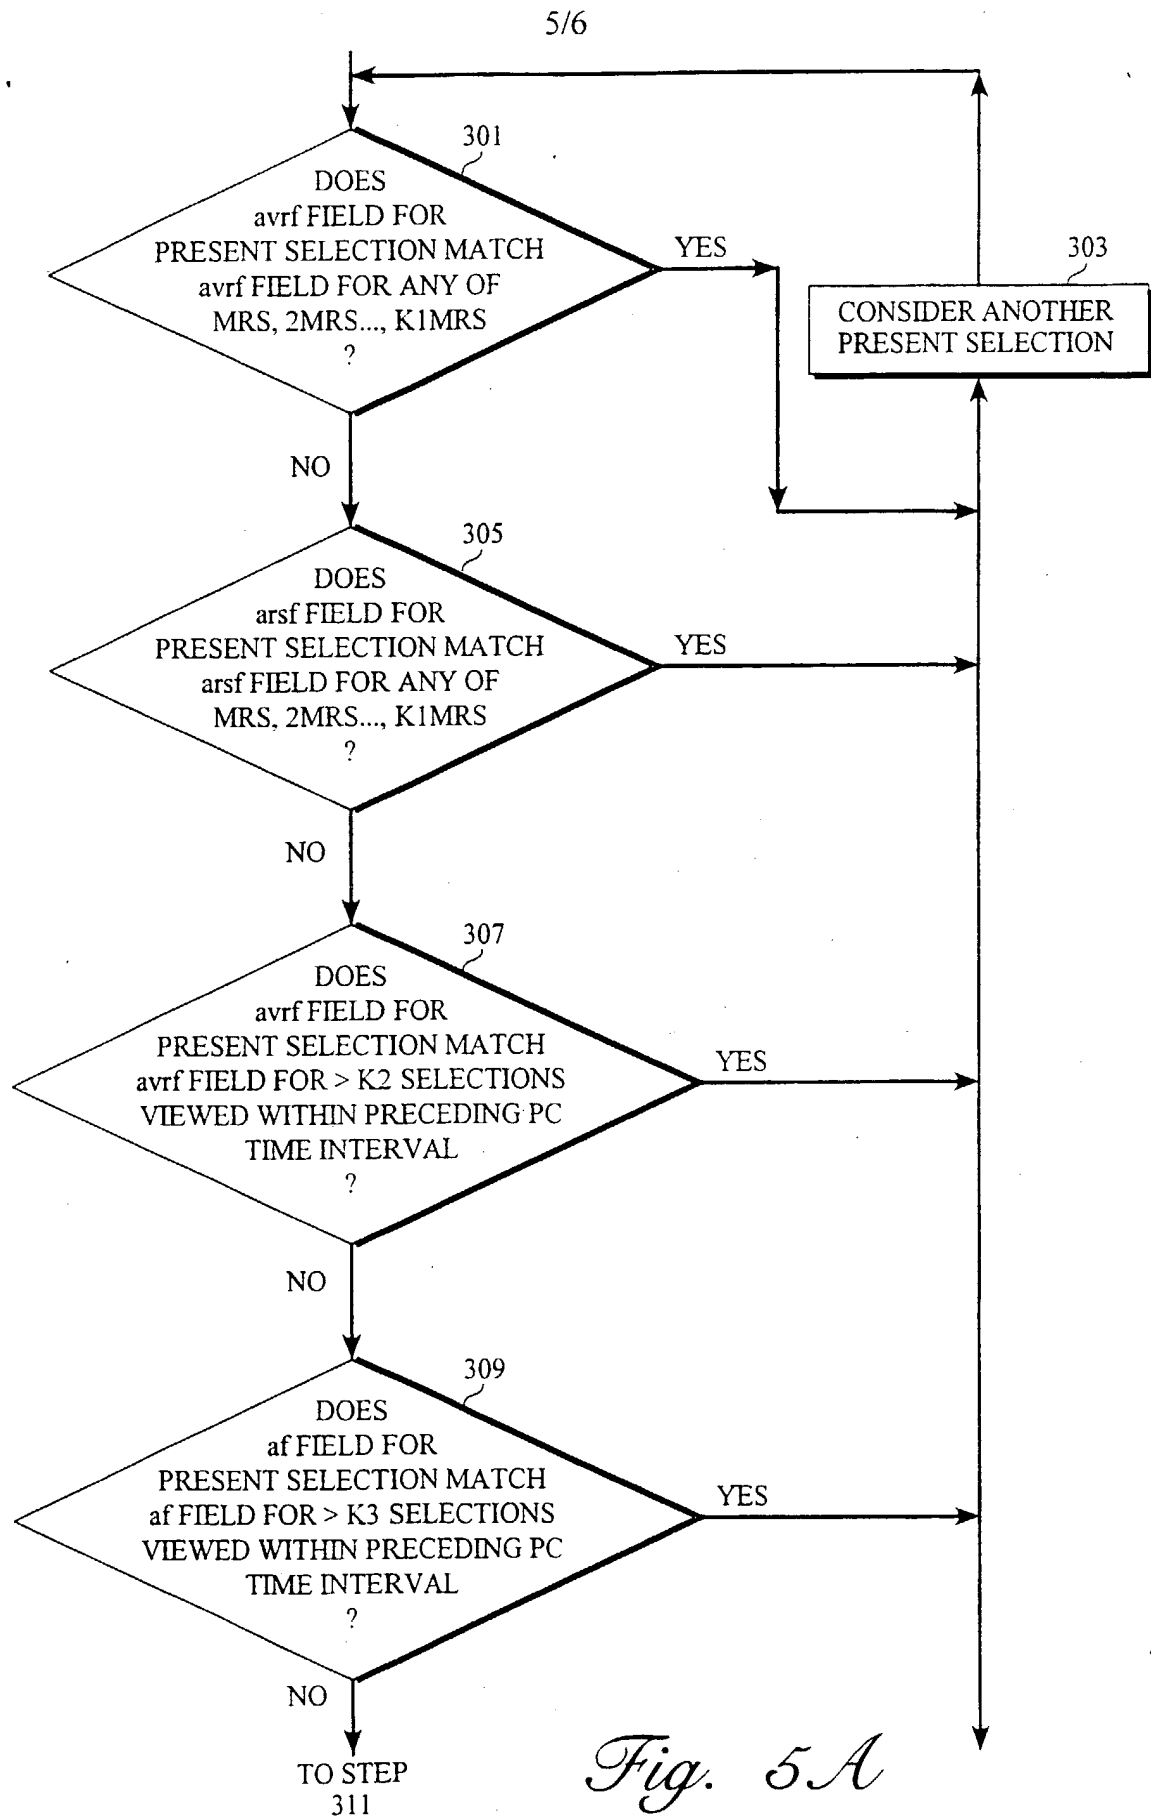 5/6
301
DOES
avrf FIELD FOR
PRESENT SELECTION MATCH
avrf FIELD FOR ANY OF
MRS, 2MRS..., K1MRS
?
YES
303
CONSIDER ANOTHER
PRESENT SELECTION
NO
305
DOES
arsf FIELD FOR
PRESENT SELECTION MATCH
arsf FIELD FOR ANY OF
MRS, 2MRS..., K1MRS
?
YES
NO
307
DOES
avrf FIELD FOR
PRESENT SELECTION MATCH
avrf FIELD FOR > K2 SELECTIONS
VIEWED WITHIN PRECEDING PC
TIME INTERVAL
?
YES
NO
309
DOES
af FIELD FOR
PRESENT SELECTION MATCH
af FIELD FOR > K3 SELECTIONS
VIEWED WITHIN PRECEDING PC
TIME INTERVAL
?
YES
NO
TO STEP
311
Fig. 5A